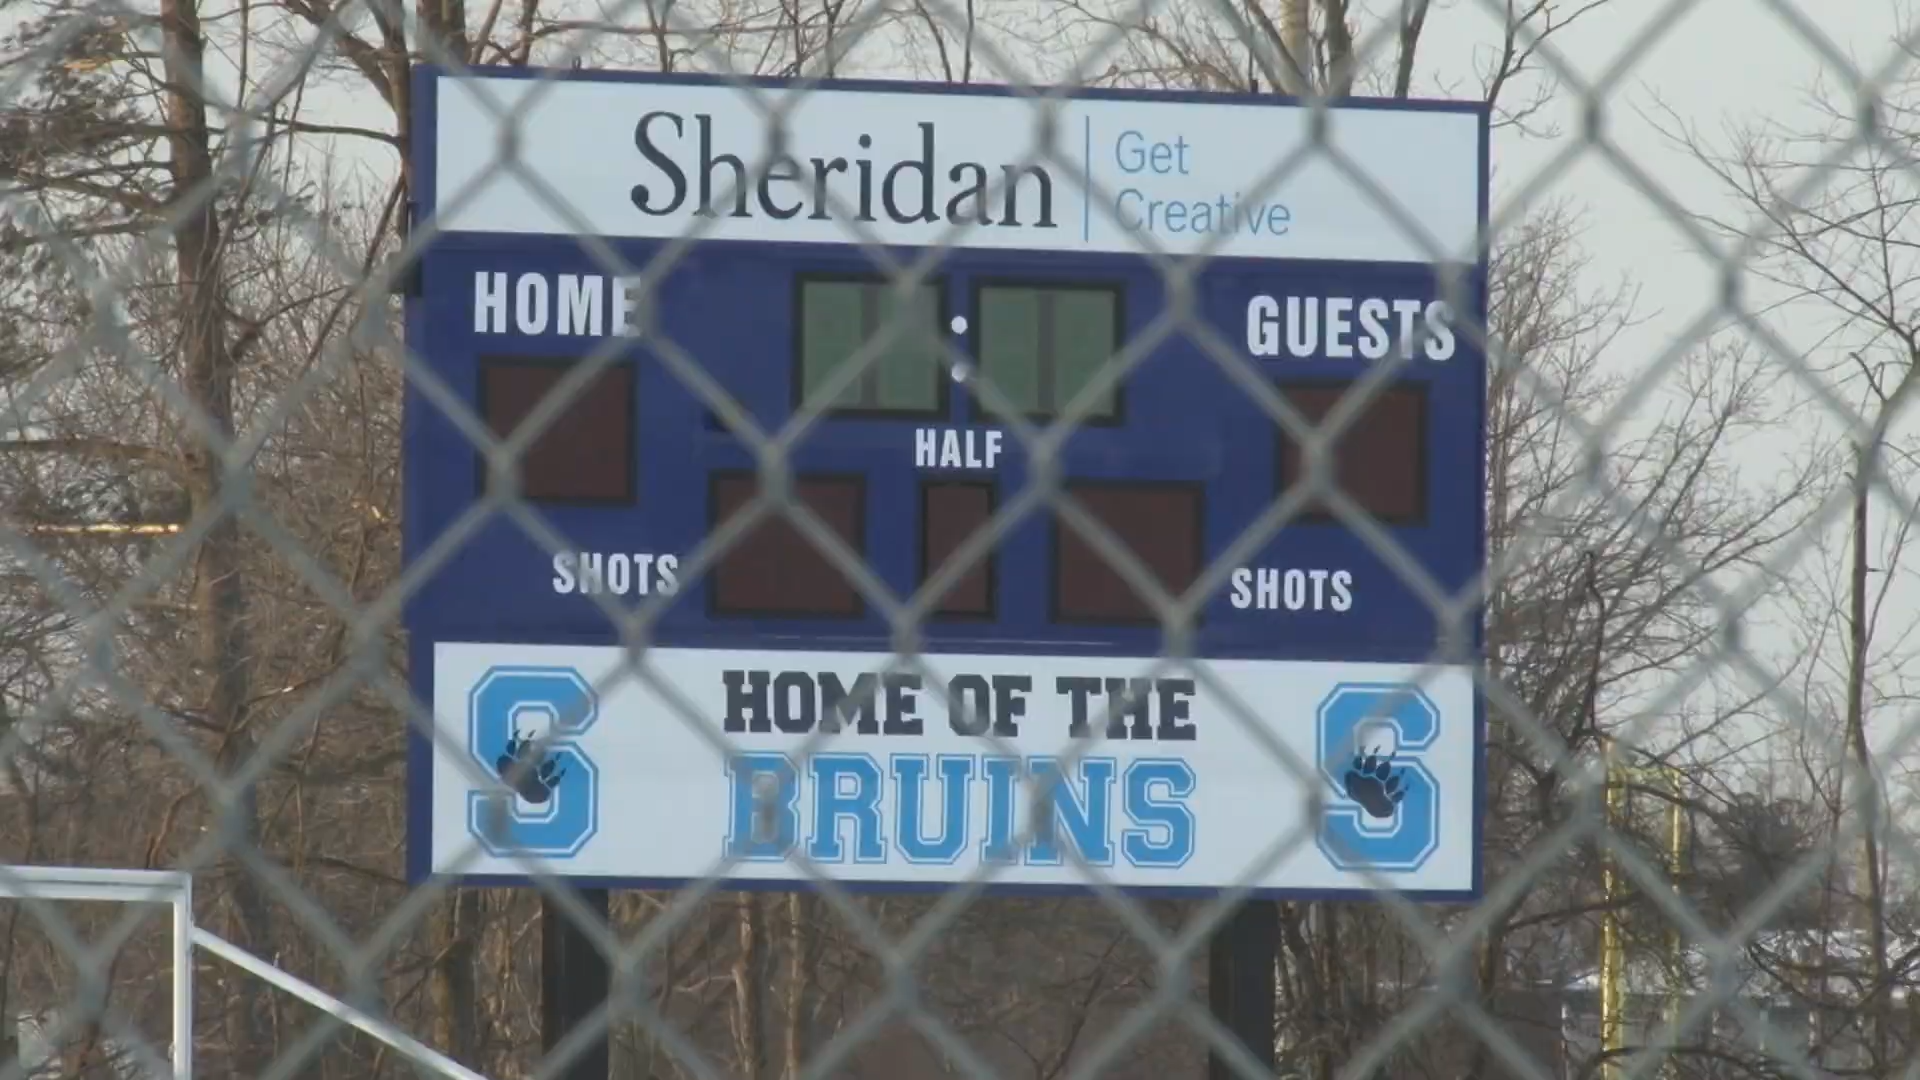 Sheridan
Get
Creative
HOME
:
GUESTS
HALF
SHOTS
SHOTS
S
HOME OF THE
BRUINS
S